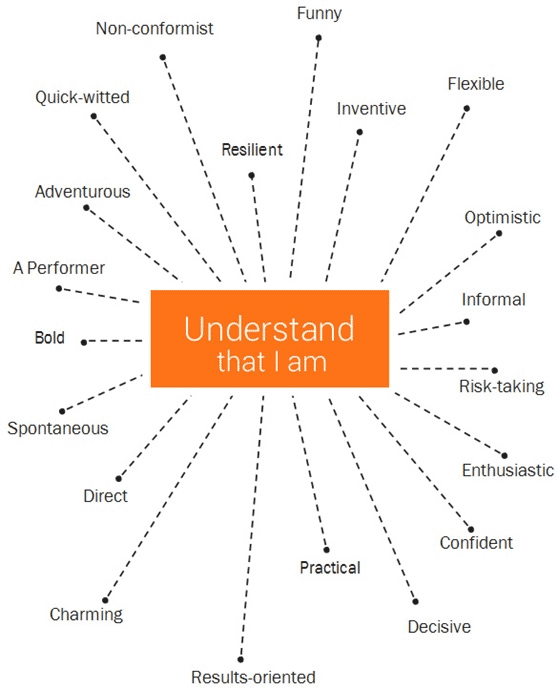 Funny
Non-conformist
Flexible
Quick-witted
Inventive
Resilient
Adventurous
Optimistic
A Performer
Informal
Understand
that I am
Bold
Risk-taking
Spontaneous
Enthusiastic
Direct
Confident
Practical
Charming
Decisive
Results-oriented